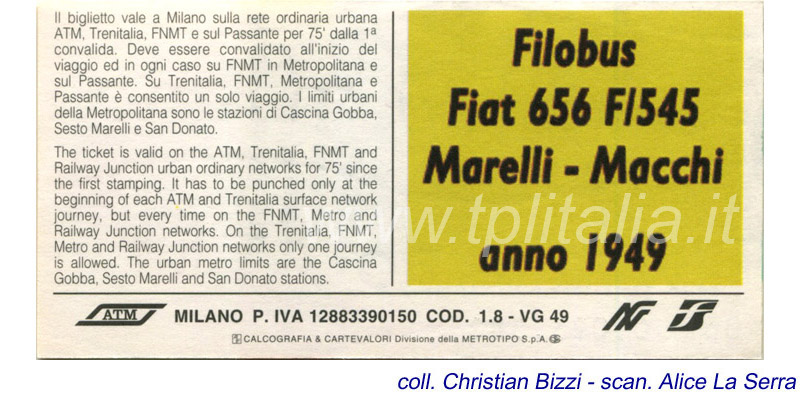 Il biglietto vale a Milano sulla rete ordinaria urbana
ATM, Trenitalia, FNMT e sul Passante per 75' dalla 1ª
convalida. Deve essere convalidato all'inizio del
viaggio ed in ogni caso su FNMT in Metropolitana e
sul Passante. Su Trenitalia, FNMT, Metropolitana e
Passante è consentito un solo viaggio. I limiti urbani
della Metropolitana sono le stazioni di Cascina Gobba,
Sesto Marelli e San Donato.
The ticket is valid on the ATM, Trenitalia, FNMT and
Railway Junction urban ordinary networks for 75' since
the first stamping. It has to be punched only at the
beginning of each ATM and Trenitalia surface network
journey, but every time on the FNMT, Metro and
Railway Junction networks. On the Trenitalia, FNMT,
Metro and Railway Junction networks only one journey
is allowed. The urban metro limits are the Cascina
Gobba, Sesto Marelli and San Donato stations.
Filobus
Fiat 656 F/545
Marelli - Macchi
anno 1949
www.tplitalia.it
ATM MILANO P. IVA 12883390150 COD. 1.8 - VG 49
CALCOGRAFIA & CARTEVALORI Divisione della METROTIPO S.p.A.
coll. Christian Bizzi - scan. Alice La Serra